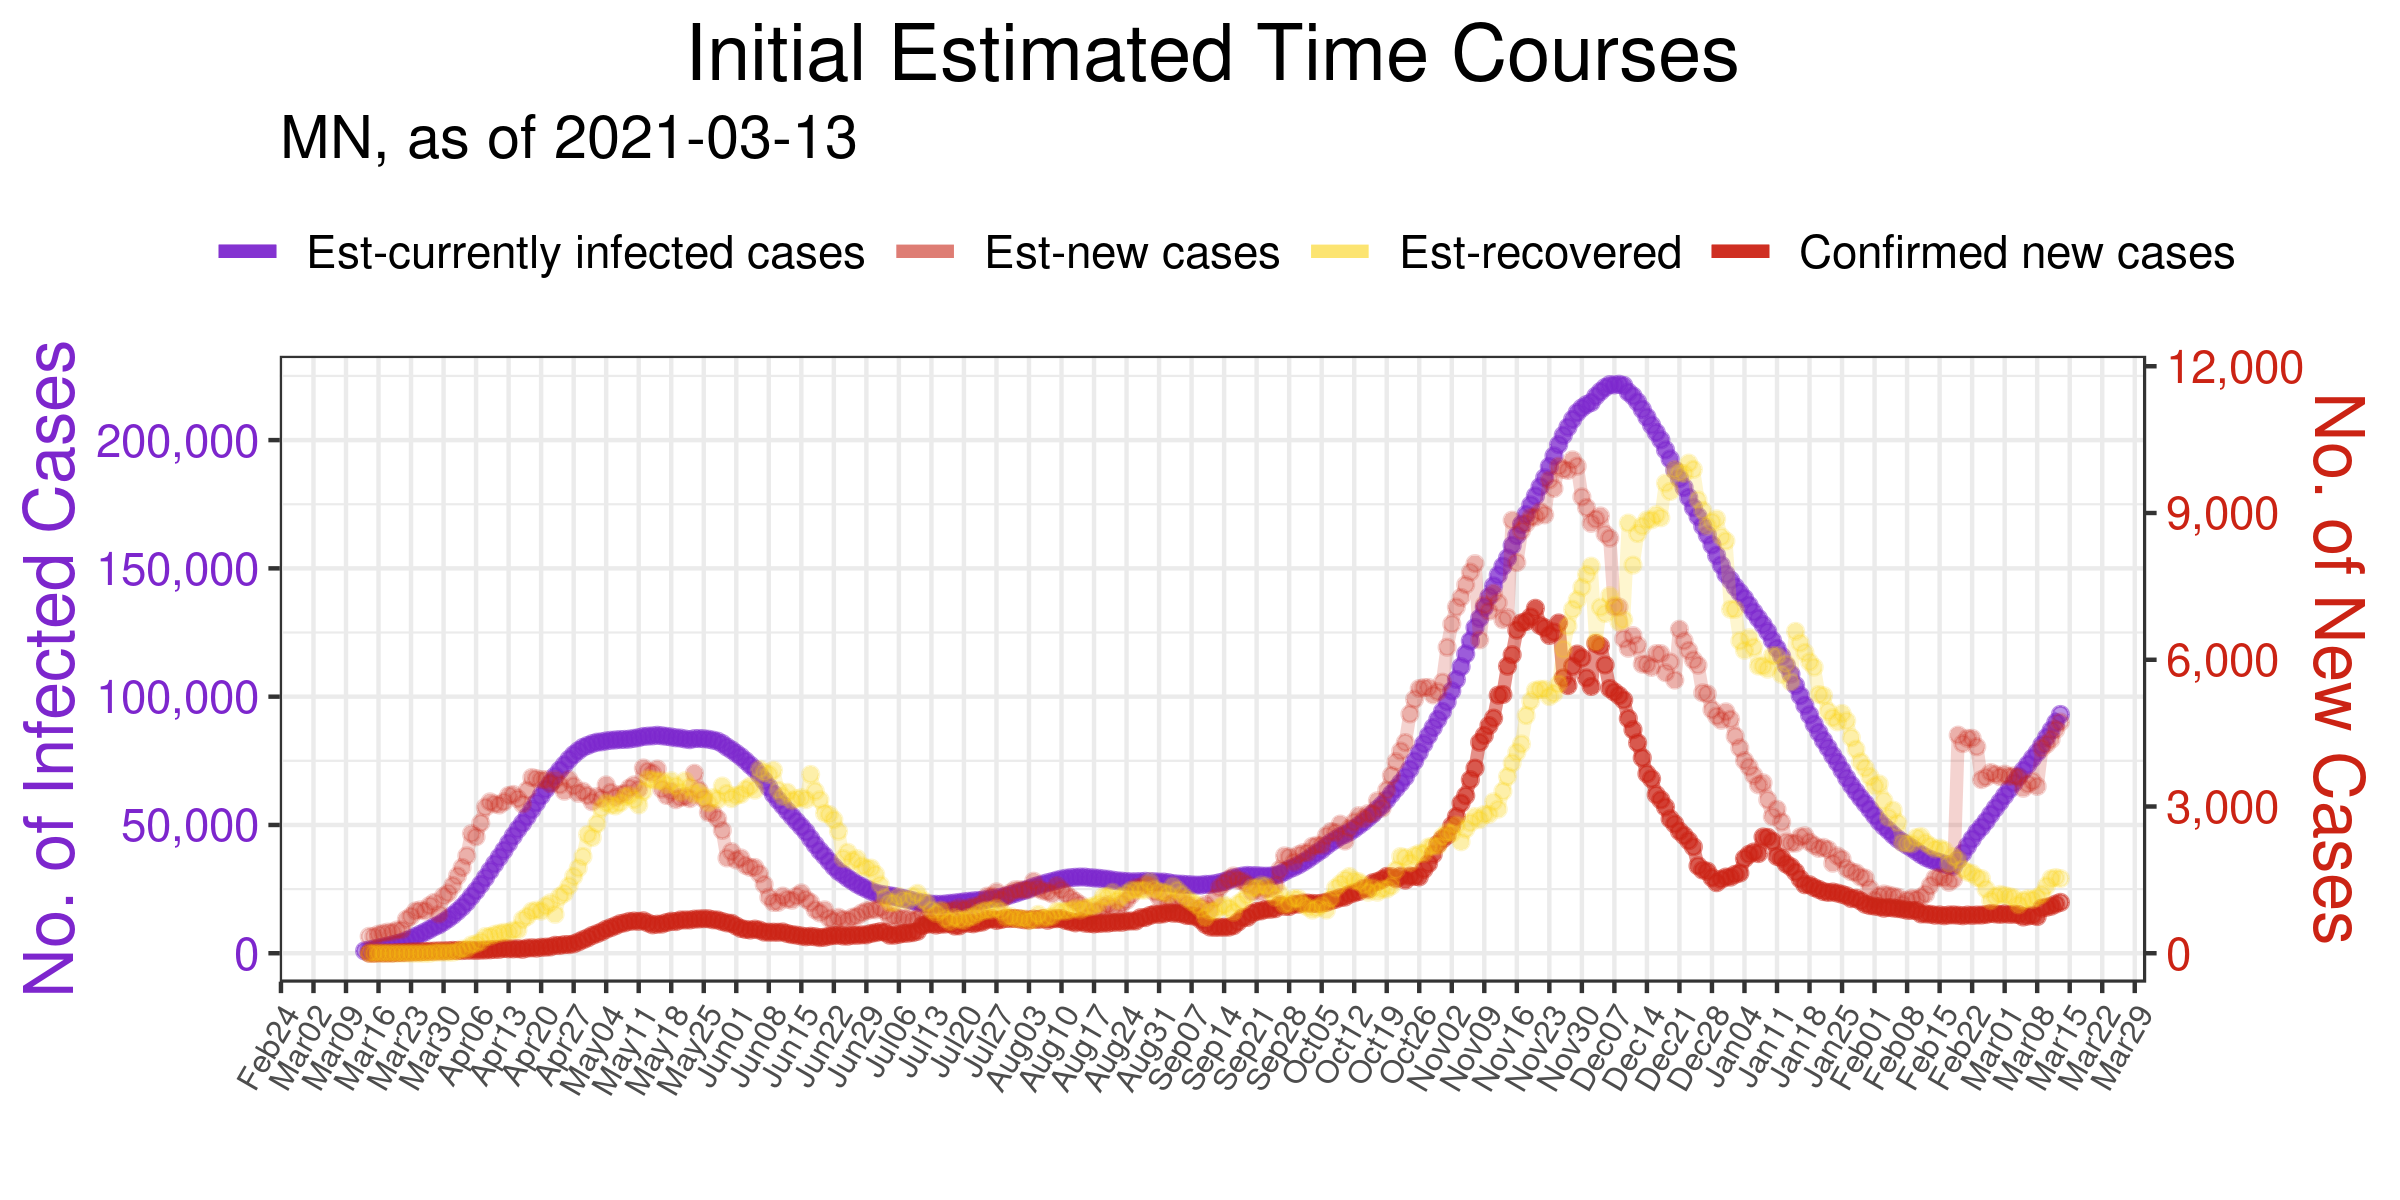 Initial Estimated Time Courses
MN, as of 2021-03-13
Est-currently infected cases Est-new cases Est-recovered Confirmed new cases
No. of Infected Cases
200,000
150,000
100,000
50,000
0
12,000
9,000
6,000
3,000
0
No. of New Cases
Feb24 Mar02 Mar09 Mar16 Mar23 Mar30 Apr06 Apr13 Apr20 Apr27 May04 May11 May18 May25 Jun01 Jun08 Jun15 Jun22 Jun29 Jul06 Jul13 Jul20 Jul27 Aug03 Aug10 Aug17 Aug24 Aug31 Sep07 Sep14 Sep21 Sep28 Oct05 Oct12 Oct19 Oct26 Nov02 Nov09 Nov16 Nov23 Nov30 Dec07 Dec14 Dec21 Dec28 Jan04 Jan11 Jan18 Jan25 Feb01 Feb08 Feb15 Feb22 Mar01 Mar08 Mar15 Mar22 Mar29